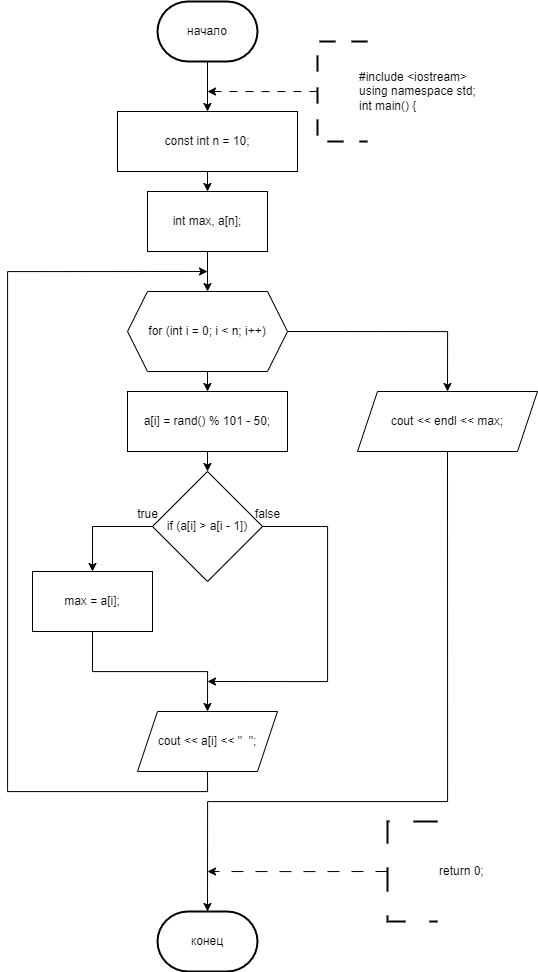 начало
#include <iostream>
using namespace std;
int main() {
const int n = 10;
int max, a[n];
for (int i = 0; i < n; i++)
a[i] = rand() % 101 - 50;
cout << endl << max;
true
false
if (a[i] > a[i - 1])
max = a[i];
cout << a[i] << "  ";
return 0;
конец